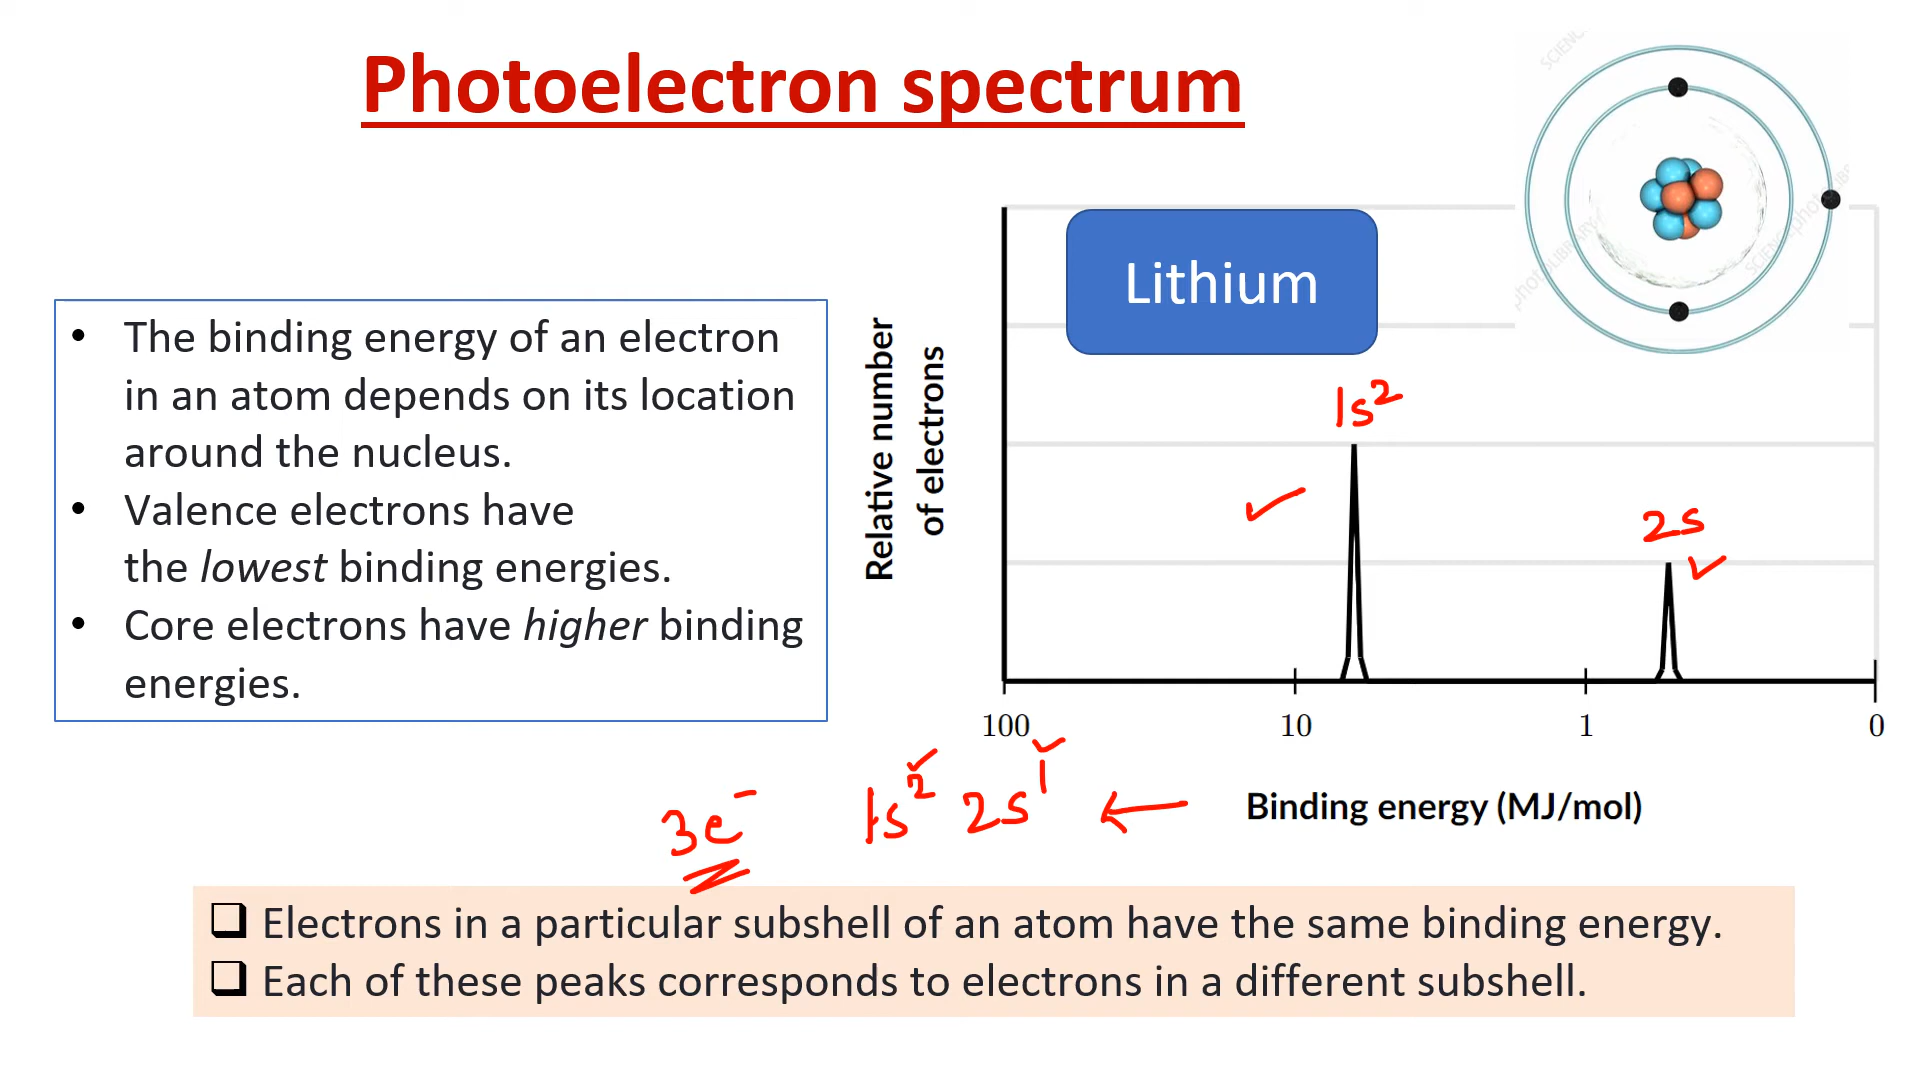 Photoelectron spectrum
• The binding energy of an electron
in an atom depends on its location
around the nucleus.
• Valence electrons have
the lowest binding energies.
• Core electrons have higher binding
energies.
Relative number
of electrons
Lithium
1s²
2s
100 10 1 0
Binding energy (MJ/mol)
3e⁻ 1s² 2s¹ ←
❑ Electrons in a particular subshell of an atom have the same binding energy.
❑ Each of these peaks corresponds to electrons in a different subshell.